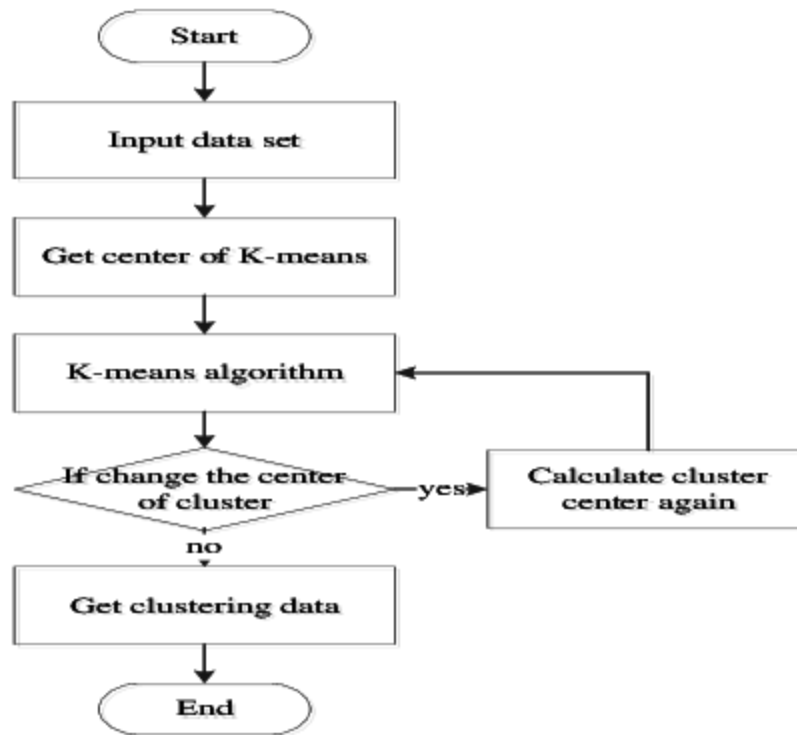 Start
Input data set
Get center of K-means
K-means algorithm
If change the center
of cluster
yes
Calculate cluster
center again
no
Get clustering data
End